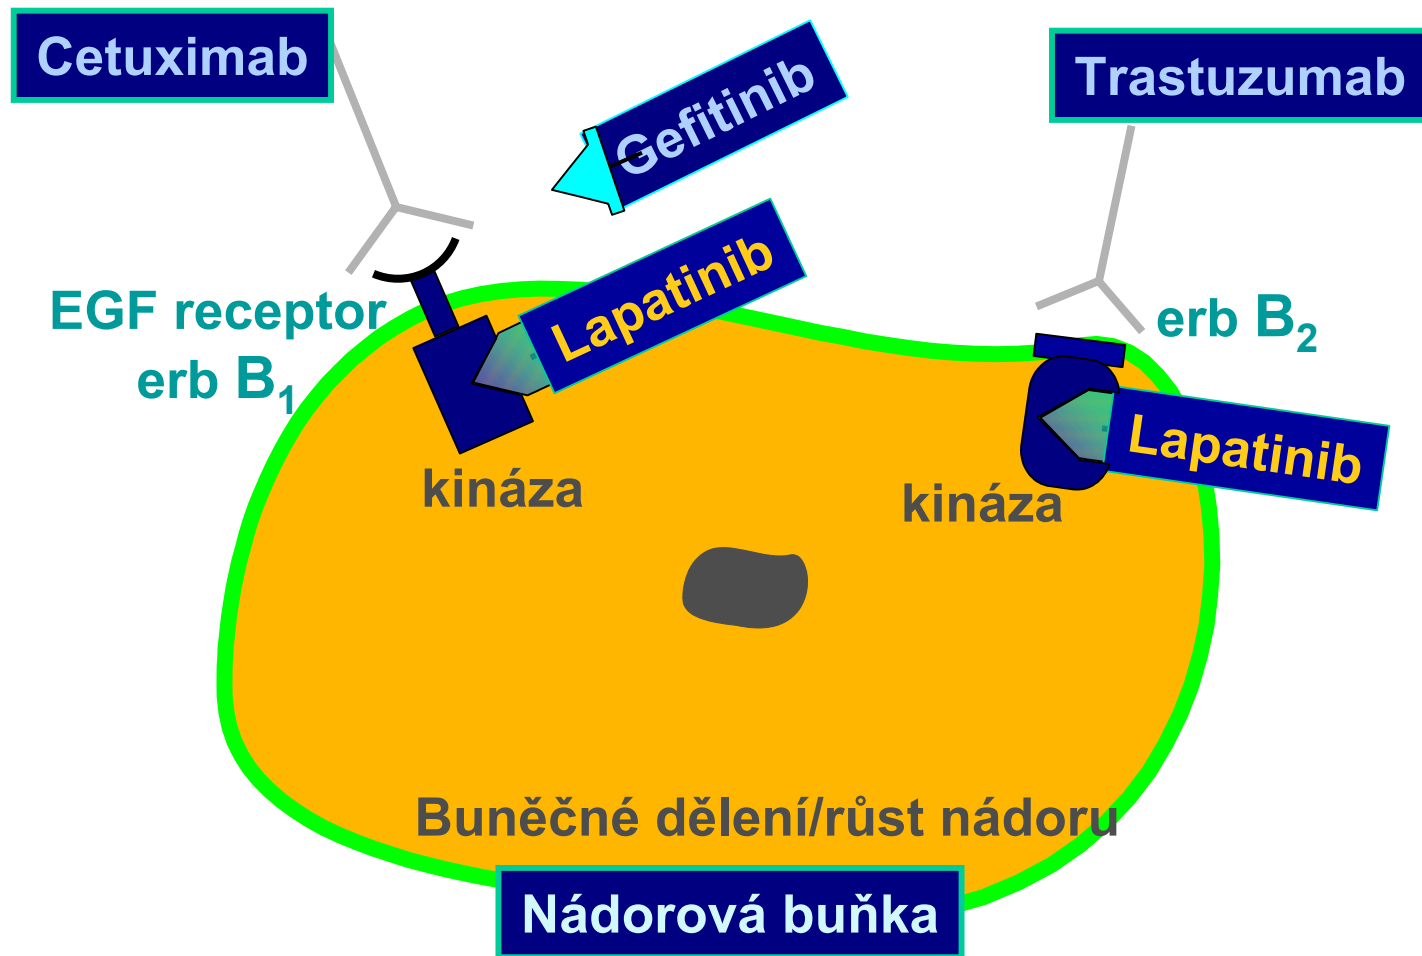 Cetuximab
Gefitinib
Trastuzumab
Lapatinib
EGF receptor
erb B1
erb B2
Lapatinib
kináza
kináza
Buněčné dělení/růst nádoru
Nádorová buňka